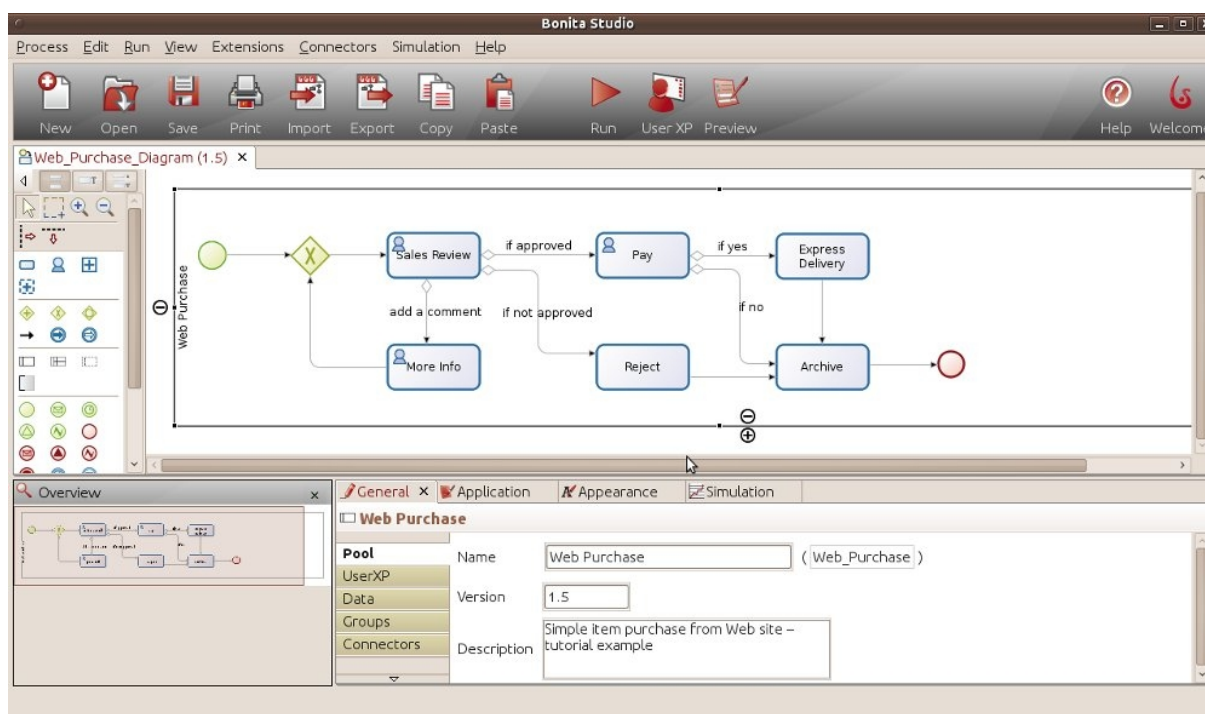 Bonita Studio
Process Edit Run View Extensions Connectors Simulation Help
New Open Save Print Import Export Copy Paste Run User XP Preview Help Welcom
Web_Purchase_Diagram (1.5)
T
Web Purchase
X
Sales Review
if approved
Pay
if yes
Express
Delivery
add a comment
if not approved
if no
More Info
Reject
Archive
Overview
General Application Appearance Simulation
Web Purchase
Pool
UserXP
Data
Groups
Connectors
Name Web Purchase ( Web_Purchase )
Version 1.5
Description Simple item purchase from Web site –
tutorial example